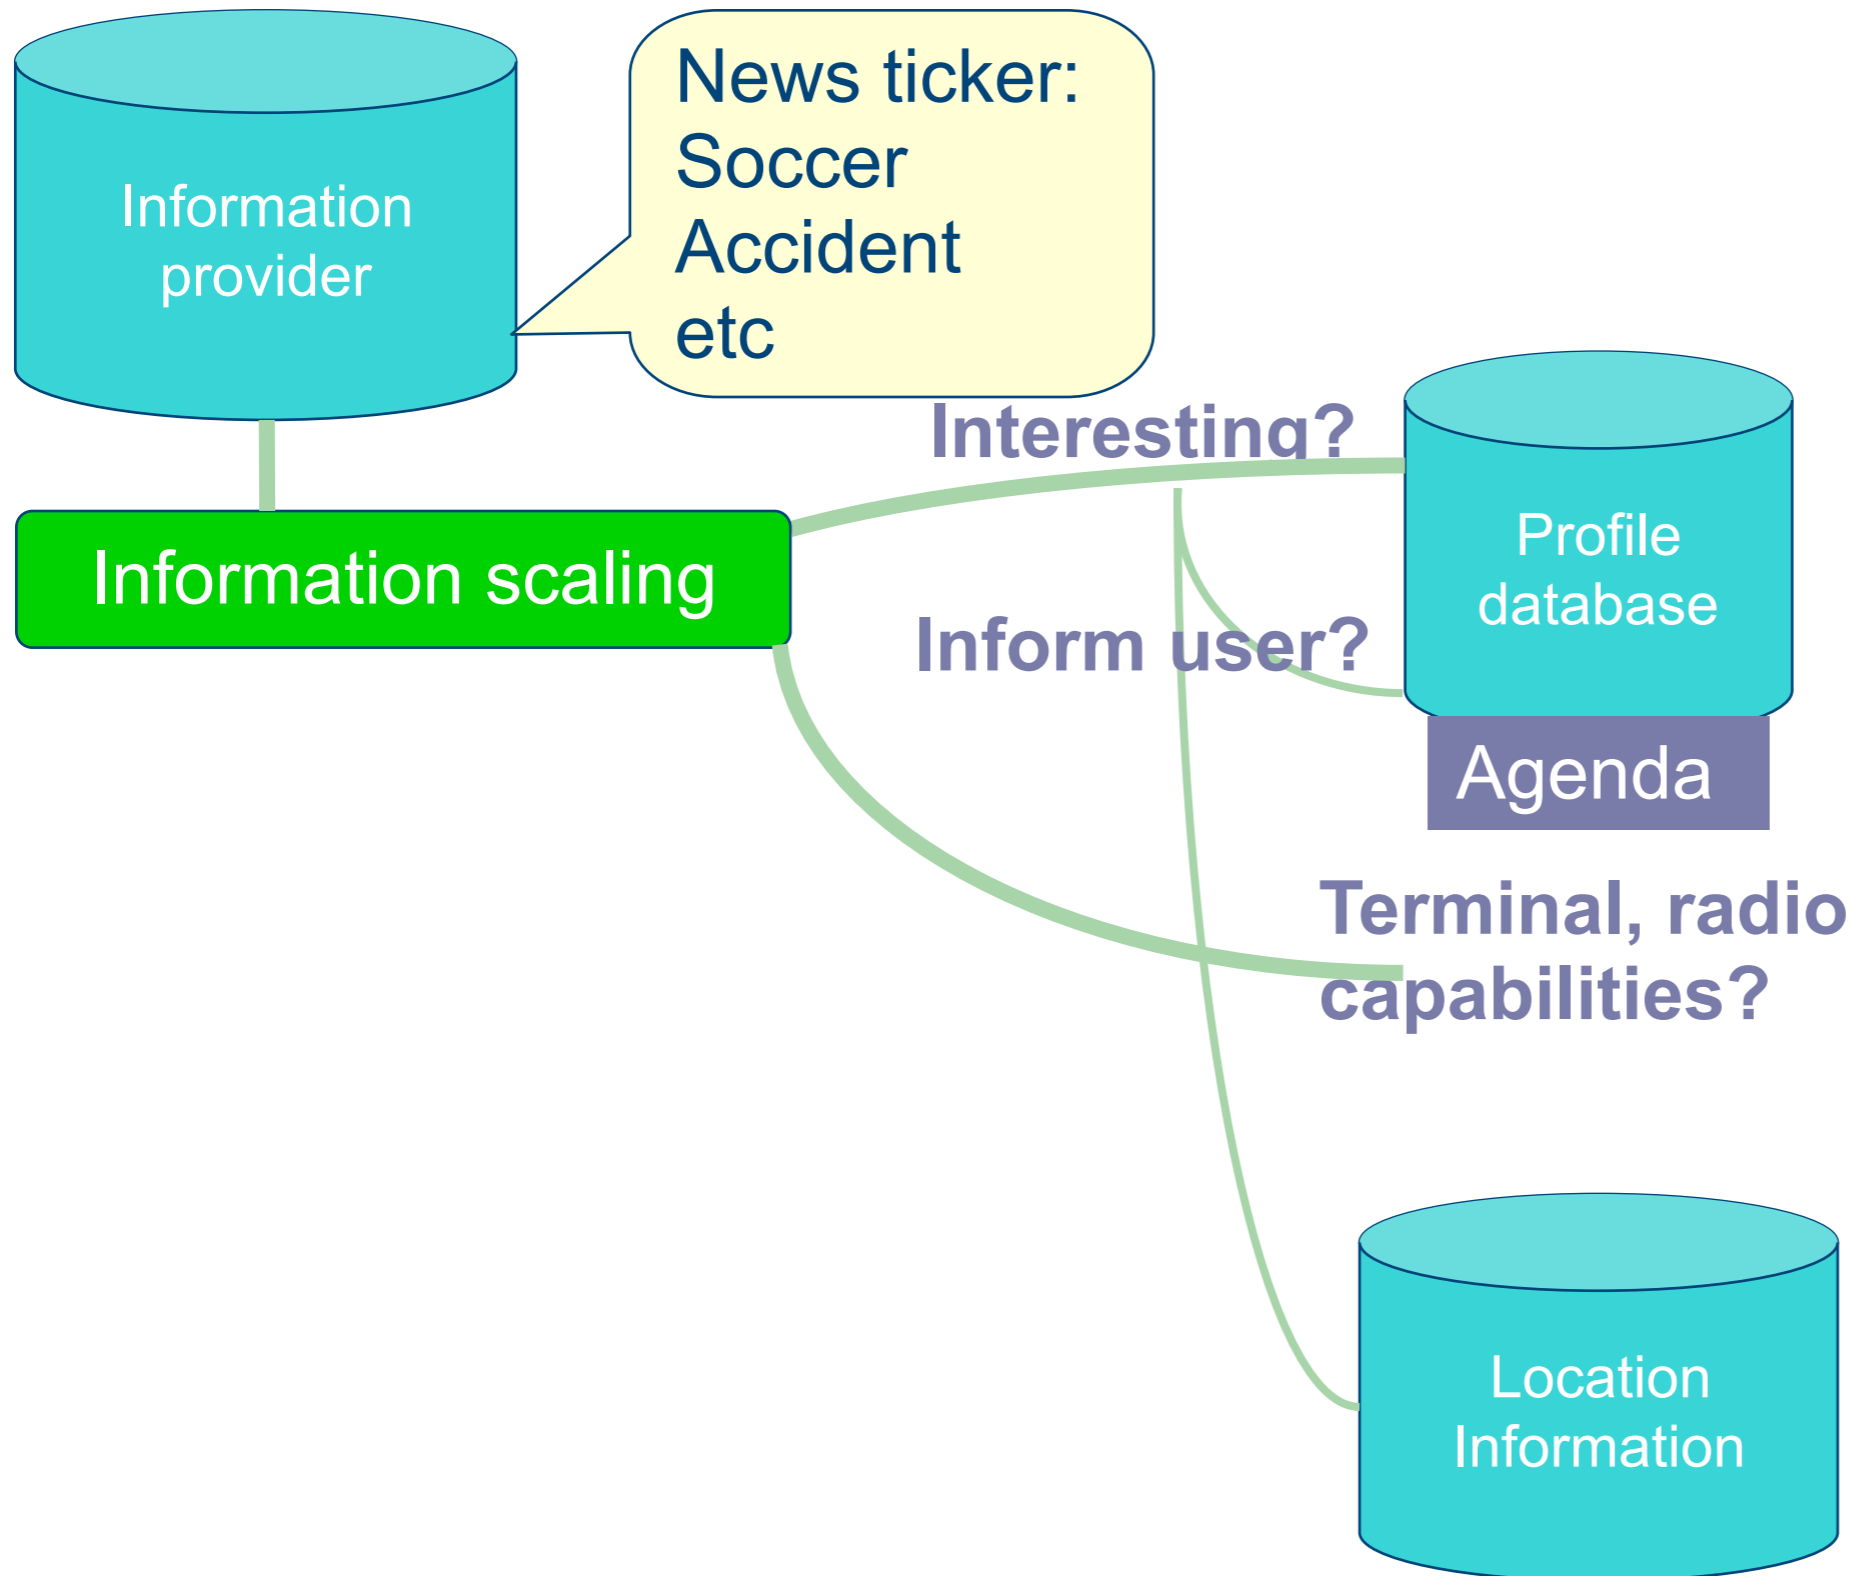 Information
provider
News ticker:
Soccer
Accident
etc
Interesting?
Information scaling
Profile
database
Inform user?
Agenda
Terminal, radio
capabilities?
Location
Information